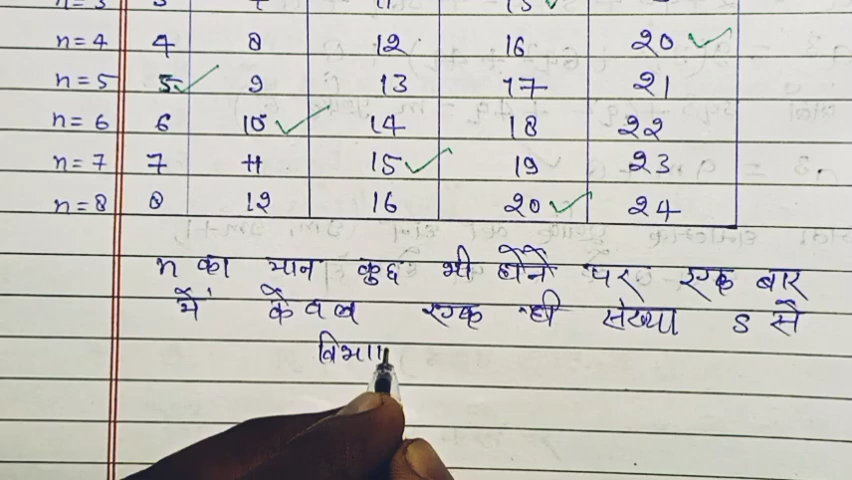 n=4 4 8 12 16 20 ✓
n=5 5 ✓ 9 13 17 21
n=6 6 10 ✓ 14 18 22
n=7 7 11 15 ✓ 19 23
n=8 8 12 16 20 ✓ 24
n का मान कुछ भी होने पर एक बार
में केवल एक ही संख्या 5 से
विभा